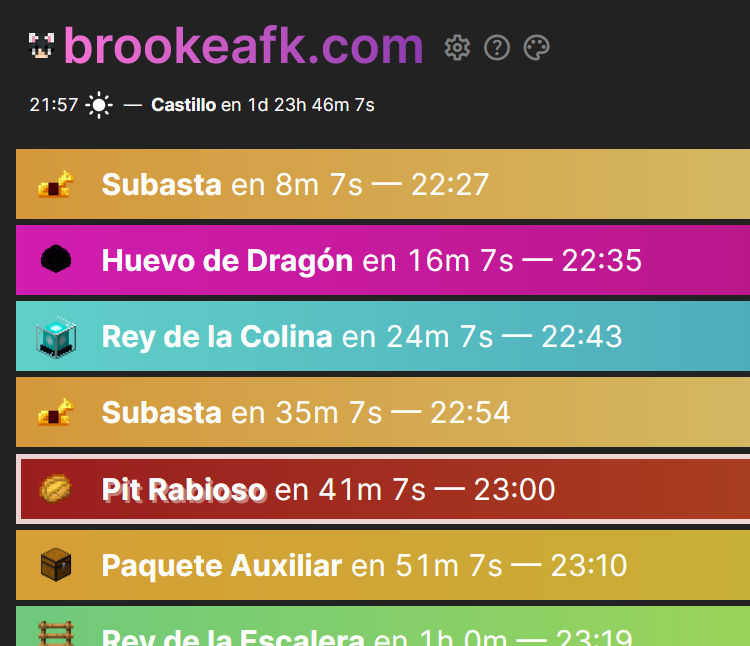 brookeafk.com
21:57 — Castillo en 1d 23h 46m 7s
Subasta en 8m 7s — 22:27
Huevo de Dragón en 16m 7s — 22:35
Rey de la Colina en 24m 7s — 22:43
Subasta en 35m 7s — 22:54
Pit Rabioso en 41m 7s — 23:00
Paquete Auxiliar en 51m 7s — 23:10
Rey de la Escalera en 1h 0m — 23:19